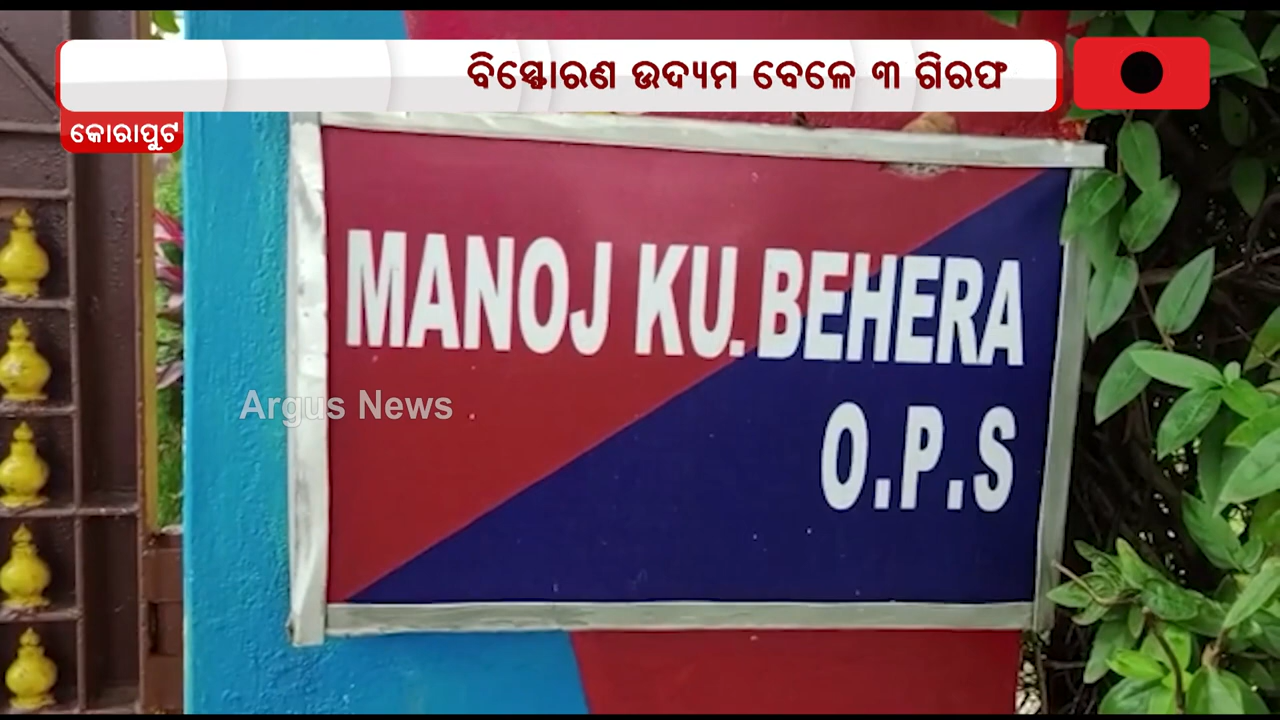 ବିସ୍ଫୋରଣ ଉଦ୍ୟମ ବେଳେ ୩ ଗିରଫ
କୋରାପୁଟ
MANOJ KU. BEHERA
Argus News
O.P.S